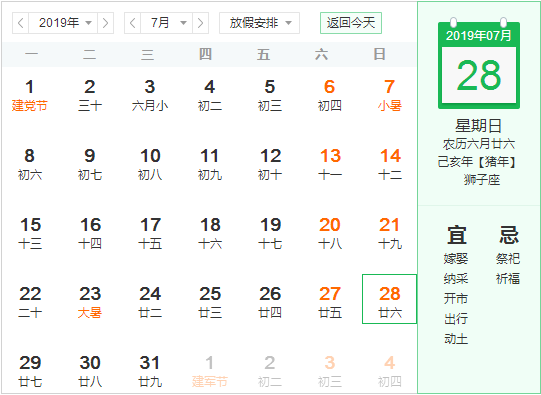 2019年 7月 放假安排 返回今天
一 二 三 四 五 六 日
1 2 3 4 5 6 7
建党节 三十 六月小 初二 初三 初四 小暑
8 9 10 11 12 13 14
初六 初七 初八 初九 初十 十一 十二
15 16 17 18 19 20 21
十三 十四 十五 十六 十七 十八 十九
22 23 24 25 26 27 28
二十 大暑 廿二 廿三 廿四 廿五 廿六
29 30 31 1 2 3 4
廿七 廿八 廿九 建军节 初二 初三 初四
2019年07月
28
星期日
农历六月廿六
己亥年【猪年】
狮子座
宜 忌
嫁娶 祭祀
纳采 祈福
开市
出行
动土